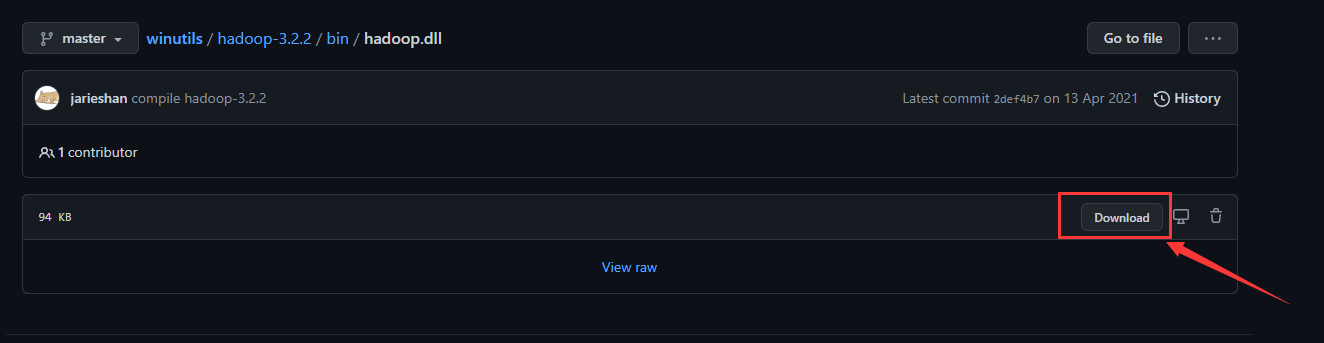 master winutils / hadoop-3.2.2 / bin / hadoop.dll Go to file ...
jarieshan compile hadoop-3.2.2 Latest commit 2def4b7 on 13 Apr 2021 History
1 contributor
94 KB Download
View raw